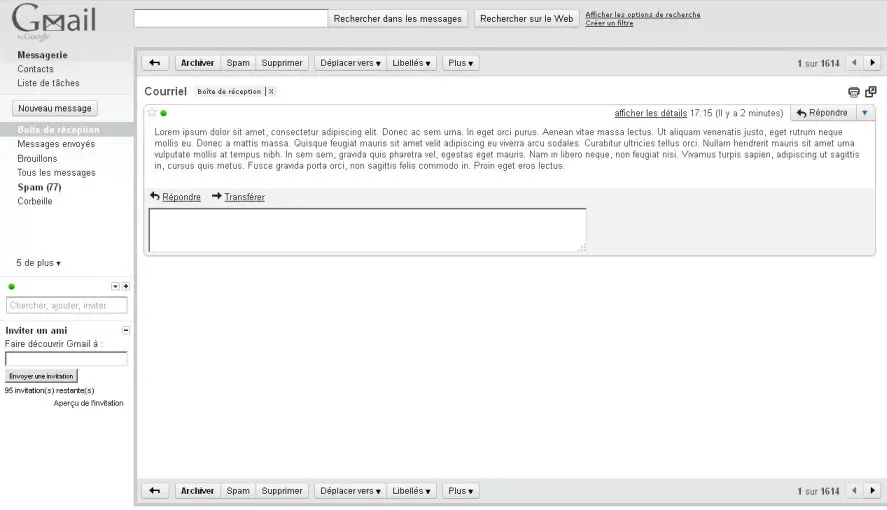 Gmail
by Google
Rechercher dans les messages
Rechercher sur le Web
Afficher les options de recherche
Créer un filtre
Messagerie
Contacts
Liste de tâches
Nouveau message
Boîte de réception
Messages envoyés
Brouillons
Tous les messages
Spam (77)
Corbeille
5 de plus ▾
Chercher, ajouter, inviter
Inviter un ami
Faire découvrir Gmail à :
Envoyer une invitation
95 invitation(s) restante(s)
Aperçu de l'invitation
Archiver Spam Supprimer Déplacer vers ▾ Libellés ▾ Plus ▾ 1 sur 1614
Courriel Boîte de réception | X
afficher les détails 17:15 (Il y a 2 minutes) Répondre
Lorem ipsum dolor sit amet, consectetur adipiscing elit. Donec ac sem urna. In eget orci purus. Aenean vitae massa lectus. Ut aliquam venenatis justo, eget rutrum neque
mollis eu. Donec a mattis massa. Quisque feugiat mauris sit amet velit adipiscing eu viverra arcu sodales. Curabitur ultricies tellus orci. Nullam hendrerit mauris sit amet urna
vulputate mollis at tempus nibh. In sem sem, gravida quis pharetra vel, egestas eget mauris. Nam in libero neque, non feugiat nisi. Vivamus turpis sapien, adipiscing ut sagittis
in, cursus quis metus. Fusce gravida porta orci, non sagittis felis commodo in. Proin eget eros lectus.
Répondre Transférer
Archiver Spam Supprimer Déplacer vers ▾ Libellés ▾ Plus ▾ 1 sur 1614